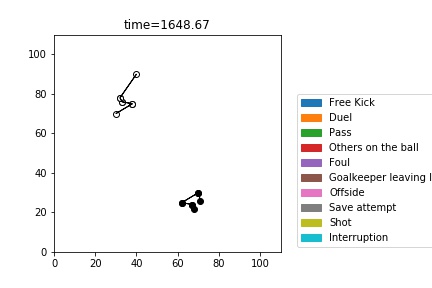 time=1648.67
100
80
60
40
20
0
0 20 40 60 80 100
Free Kick
Duel
Pass
Others on the ball
Foul
Goalkeeper leaving l
Offside
Save attempt
Shot
Interruption